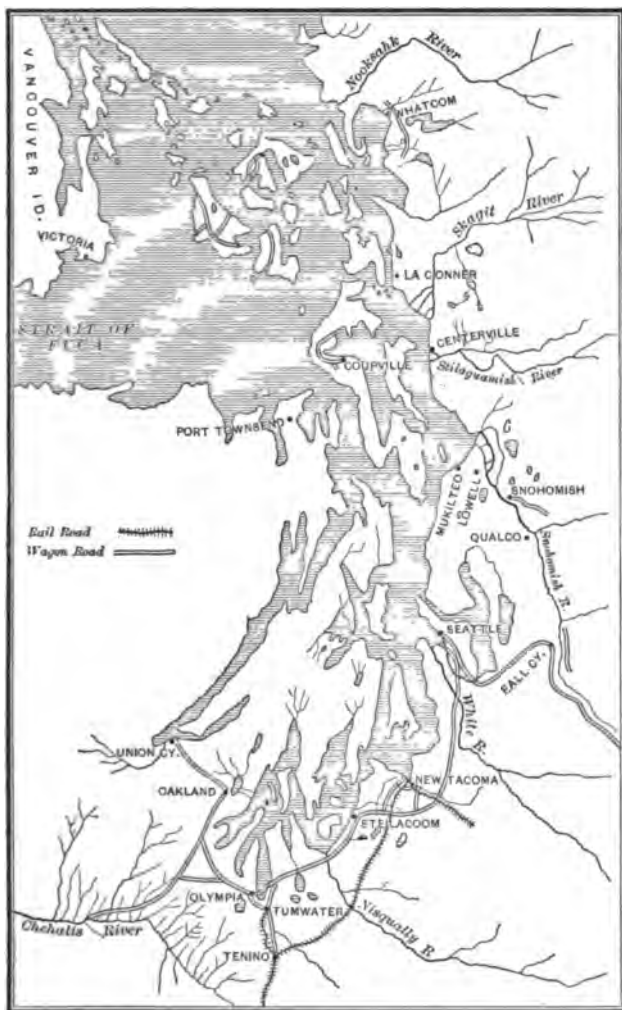 Nooksahk River
WHATCOM
VANCOUVER ID.
VICTORIA
Skagit River
LA CONNER
STRAIT OF
FUCA
CENTERVILLE
COUPVILLE
Stilaguamish River
PORT TOWNSEND
C
MUKILTEO
LOWELL
SNOHOMISH
QUALCO
Rail Road
Wagon Road
Snohomish R.
SEATTLE
FALL CY.
White R.
UNION CY.
OAKLAND
NEW TACOMA
STEILACOOM
OLYMPIA
TUMWATER
Chehalis River
Nisqually R
TENINO